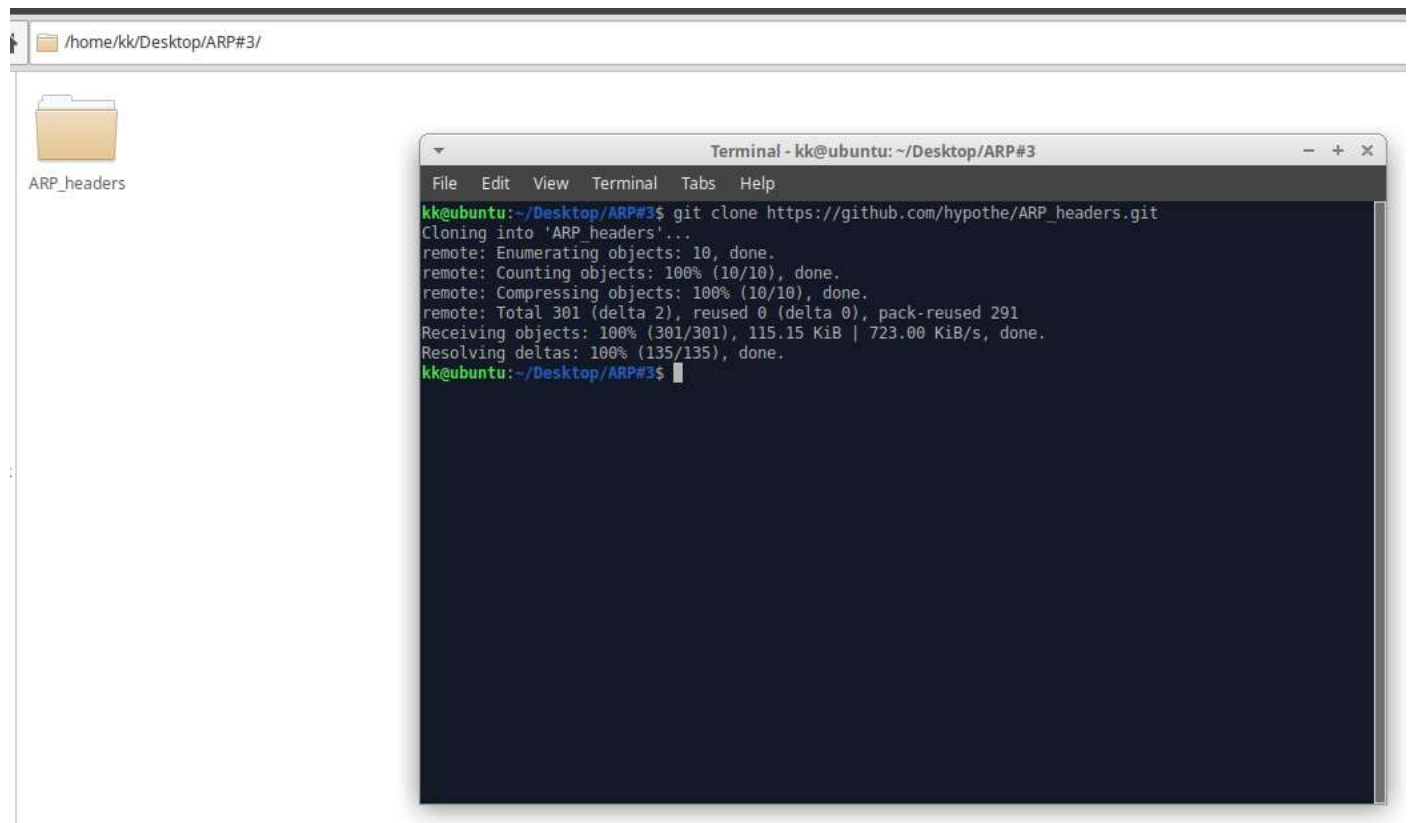 /home/kk/Desktop/ARP#3/
ARP_headers
Terminal - kk@ubuntu: ~/Desktop/ARP#3
File Edit View Terminal Tabs Help
kk@ubuntu:~/Desktop/ARP#3$ git clone https://github.com/hypothe/ARP_headers.git
Cloning into 'ARP_headers'...
remote: Enumerating objects: 10, done.
remote: Counting objects: 100% (10/10), done.
remote: Compressing objects: 100% (10/10), done.
remote: Total 301 (delta 2), reused 0 (delta 0), pack-reused 291
Receiving objects: 100% (301/301), 115.15 KiB | 723.00 KiB/s, done.
Resolving deltas: 100% (135/135), done.
kk@ubuntu:~/Desktop/ARP#3$